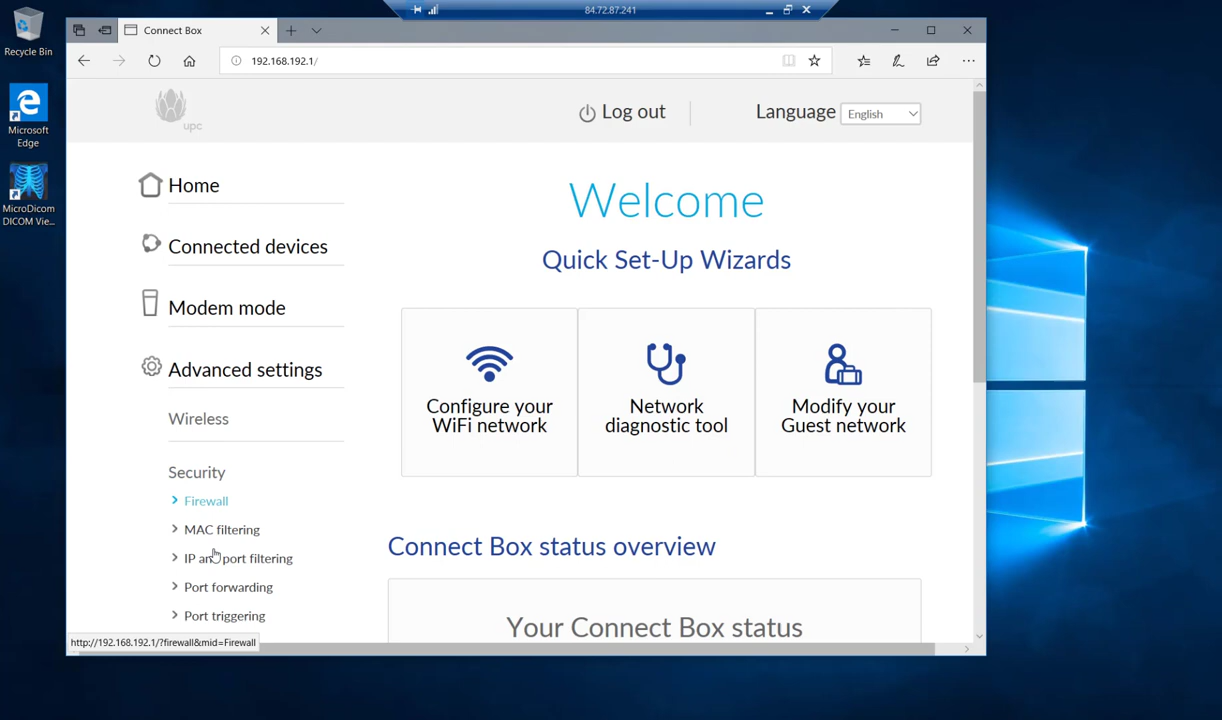 84.72.87.241
Recycle Bin
Microsoft
Edge
MicroDicom
DICOM Vie...
Connect Box
192.168.192.1/
upc
Log out
Language
English
Home
Connected devices
Modem mode
Advanced settings
Wireless
Security
Firewall
MAC filtering
IP and port filtering
Port forwarding
Port triggering
http://192.168.192.1/?firewall&mid=Firewall
Welcome
Quick Set-Up Wizards
Configure your
WiFi network
Network
diagnostic tool
Modify your
Guest network
Connect Box status overview
Your Connect Box status